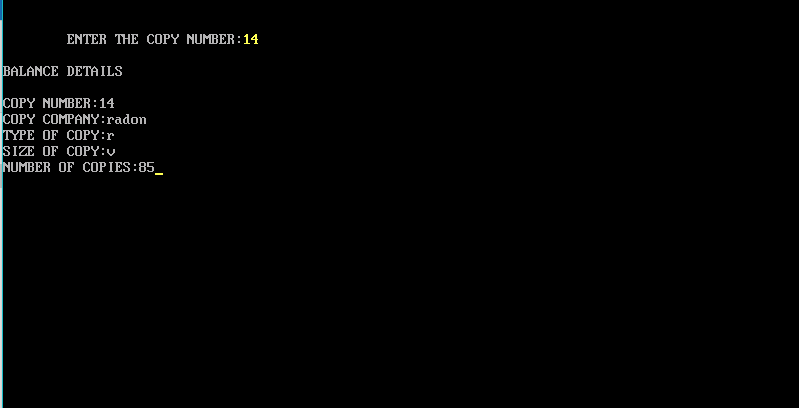 ENTER THE COPY NUMBER:14
BALANCE DETAILS
COPY NUMBER:14
COPY COMPANY:radon
TYPE OF COPY:r
SIZE OF COPY:v
NUMBER OF COPIES:85_